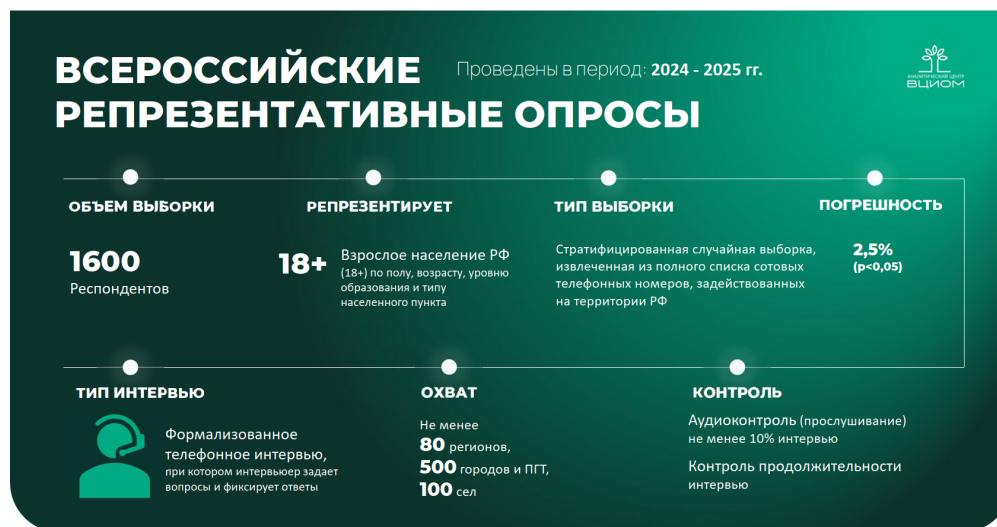 ВСЕРОССИЙСКИЕ
Проведены в период: 2024 - 2025 гг.
РЕПРЕЗЕНТАТИВНЫЕ ОПРОСЫ
АНАЛИТИЧЕСКИЙ ЦЕНТР
ВЦИОМ
ОБЪЕМ ВЫБОРКИ
1600
Респондентов
РЕПРЕЗЕНТИРУЕТ
18+
Взрослое население РФ
(18+) по полу, возрасту, уровню
образования и типу
населенного пункта
ТИП ВЫБОРКИ
Стратифицированная случайная выборка,
извлеченная из полного списка сотовых
телефонных номеров, задействованных
на территории РФ
ПОГРЕШНОСТЬ
2,5%
(p<0,05)
ТИП ИНТЕРВЬЮ
Формализованное
телефонное интервью,
при котором интервьюер задает
вопросы и фиксирует ответы
ОХВАТ
Не менее
80 регионов,
500 городов и ПГТ,
100 сел
КОНТРОЛЬ
Аудиоконтроль (прослушивание)
не менее 10% интервью
Контроль продолжительности
интервью